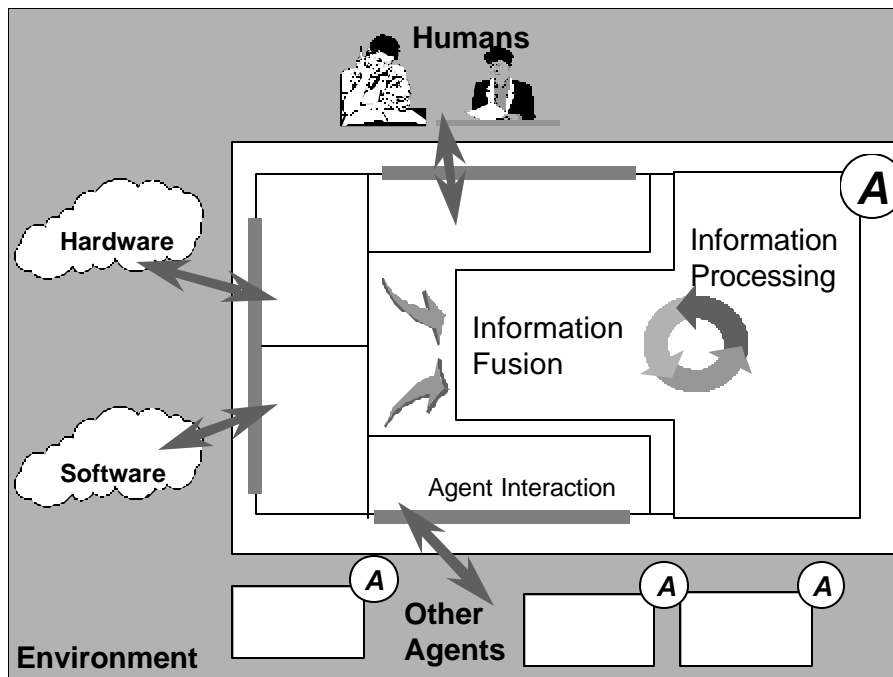 Humans
A
Hardware
Information
Processing
Information
Fusion
Software
Agent Interaction
A
A
A
Other
Agents
Environment